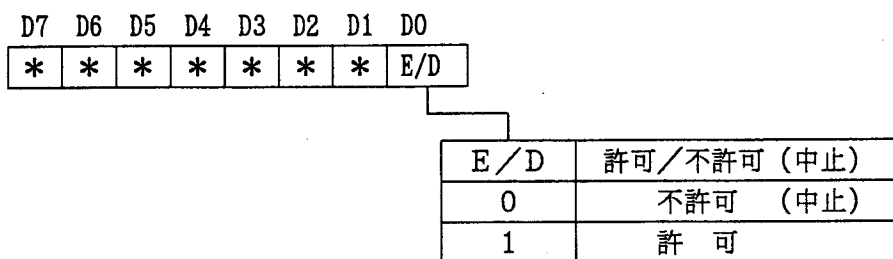 D7 D6 D5 D4 D3 D2 D1 D0
* * * * * * * E/D
E/D 許可/不許可 (中止)
0 不許可 (中止)
1 許 可